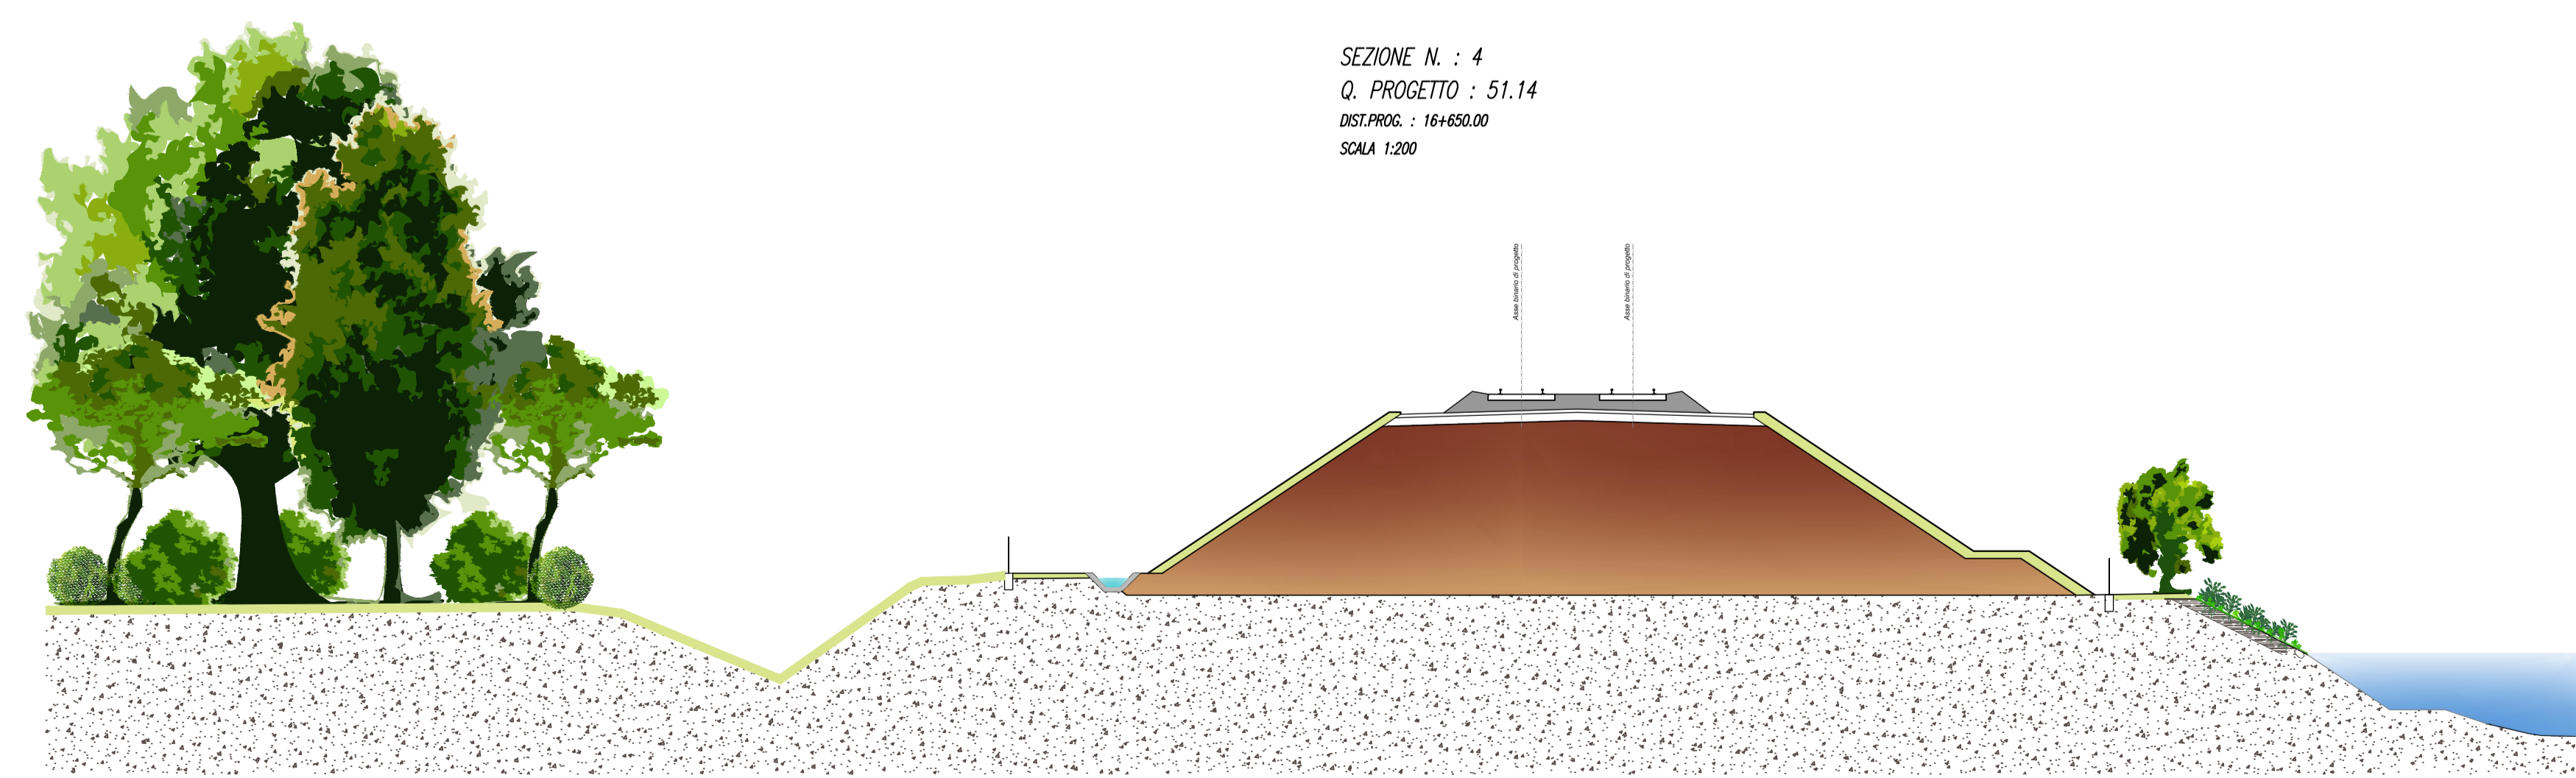 SEZIONE N. : 4
Q. PROGETTO : 51.14
DIST.PROG. : 16+650.00
SCALA 1:200
Asse binario di progetto
Asse binario di progetto